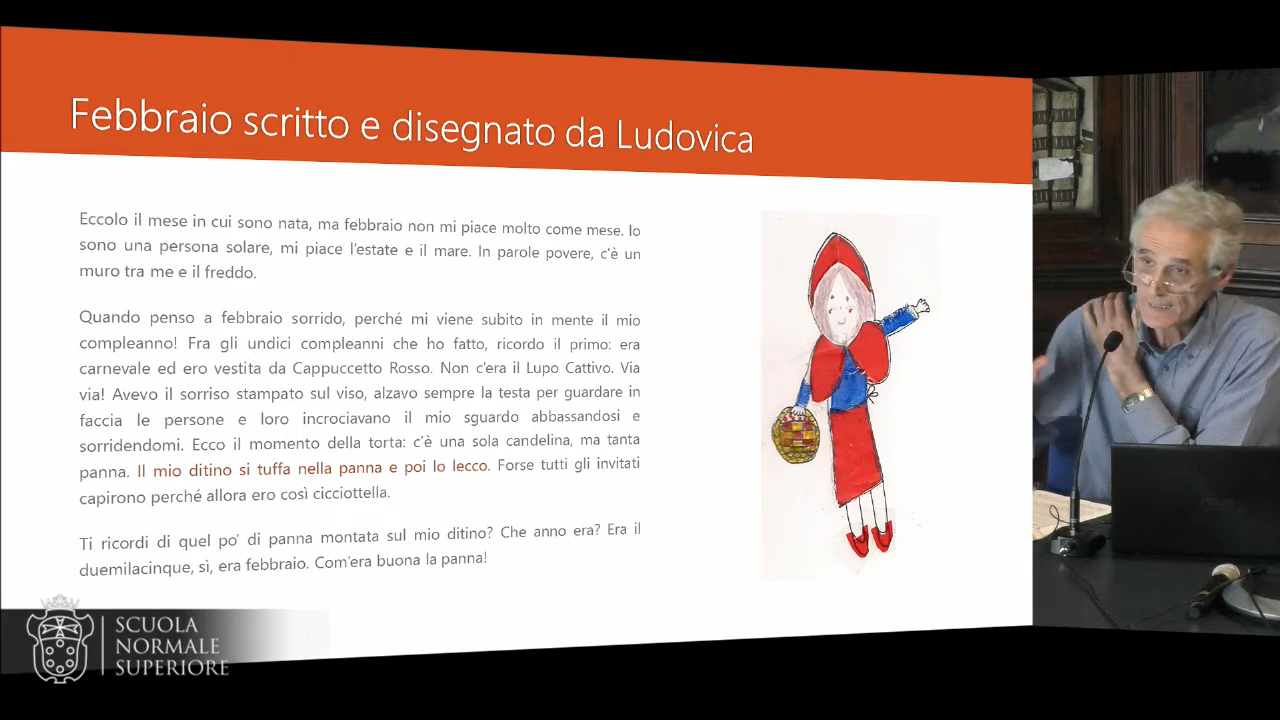 Febbraio scritto e disegnato da Ludovica
Eccolo il mese in cui sono nata, ma febbraio non mi piace molto come mese. Io
sono una persona solare, mi piace l'estate e il mare. In parole povere, c'è un
muro tra me e il freddo.
Quando penso a febbraio sorrido, perché mi viene subito in mente il mio
compleanno! Fra gli undici compleanni che ho fatto, ricordo il primo: era
carnevale ed ero vestita da Cappuccetto Rosso. Non c'era il Lupo Cattivo. Via
via! Avevo il sorriso stampato sul viso, alzavo sempre la testa per guardare in
faccia le persone e loro incrociavano il mio sguardo abbassandosi e
sorridendomi. Ecco il momento della torta: c'è una sola candelina, ma tanta
panna. Il mio ditino si tuffa nella panna e poi lo lecco. Forse tutti gli invitati
capirono perché allora ero così cicciottella.
Ti ricordi di quel po' di panna montata sul mio ditino? Che anno era? Era il
duemilacinque, sì, era febbraio. Com'era buona la panna!
SCUOLA
NORMALE
SUPERIORE